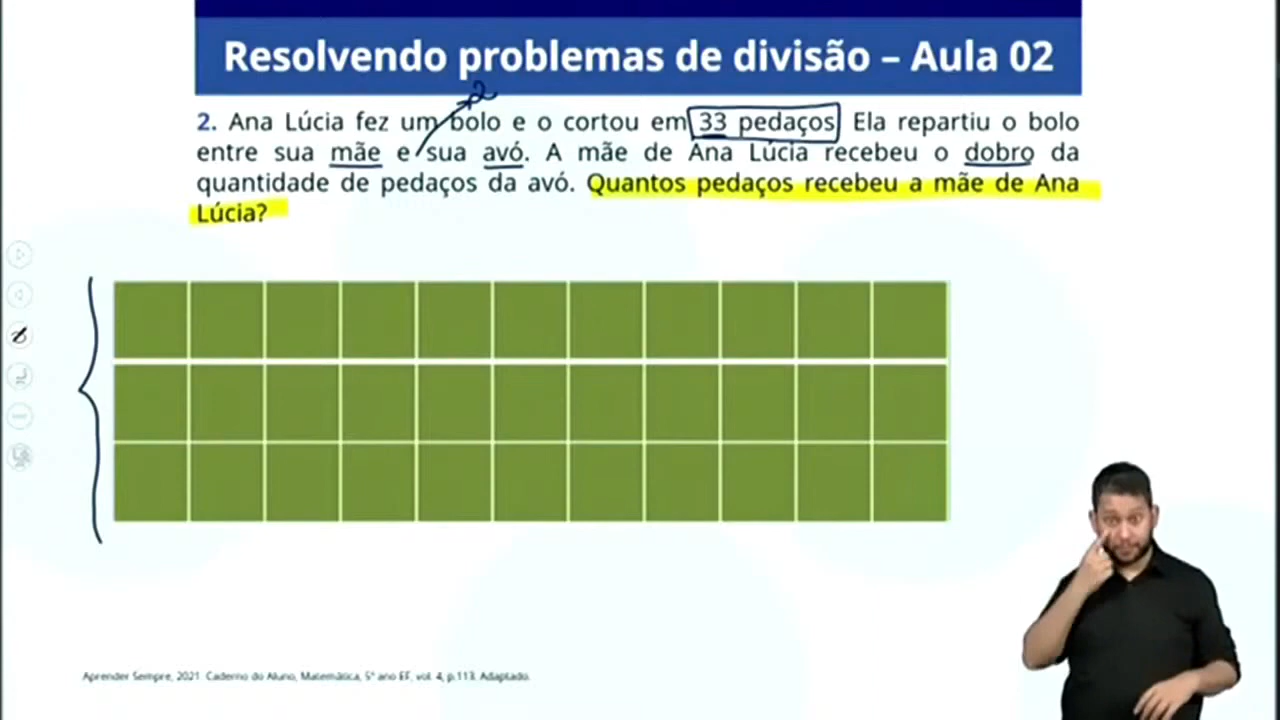 Resolvendo problemas de divisão – Aula 02
2
2. Ana Lúcia fez um bolo e o cortou em 33 pedaços. Ela repartiu o bolo
entre sua mãe e sua avó. A mãe de Ana Lúcia recebeu o dobro da
quantidade de pedaços da avó. Quantos pedaços recebeu a mãe de Ana
Lúcia?
Aprender Sempre, 2021. Caderno do Aluno, Matemática, 5º ano EF, vol. 4, p.113. Adaptado.